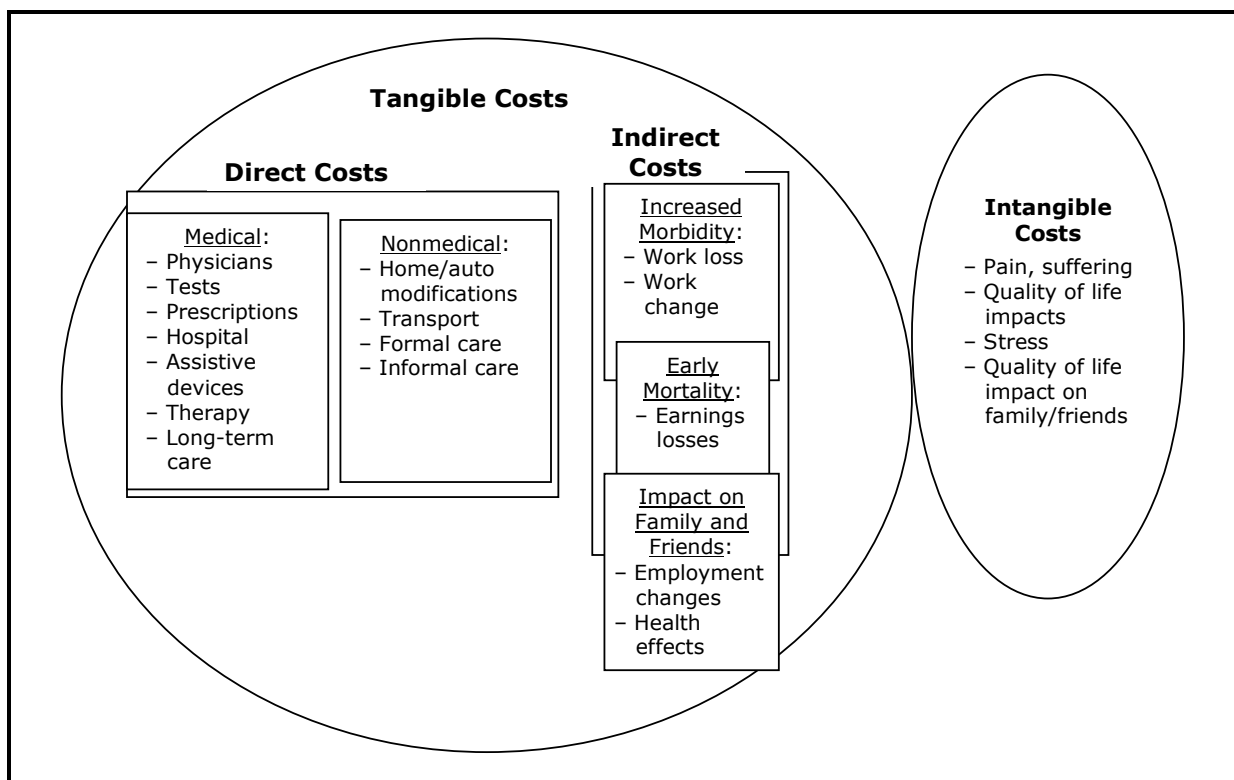 Tangible Costs
Direct Costs
Medical:
– Physicians
– Tests
– Prescriptions
– Hospital
– Assistive
devices
– Therapy
– Long-term
care
Nonmedical:
– Home/auto
modifications
– Transport
– Formal care
– Informal care
Indirect
Costs
Increased
Morbidity:
– Work loss
– Work
change
Early
Mortality:
– Earnings
losses
Impact on
Family and
Friends:
– Employment
changes
– Health
effects
Intangible
Costs
– Pain, suffering
– Quality of life
impacts
– Stress
– Quality of life
impact on
family/friends